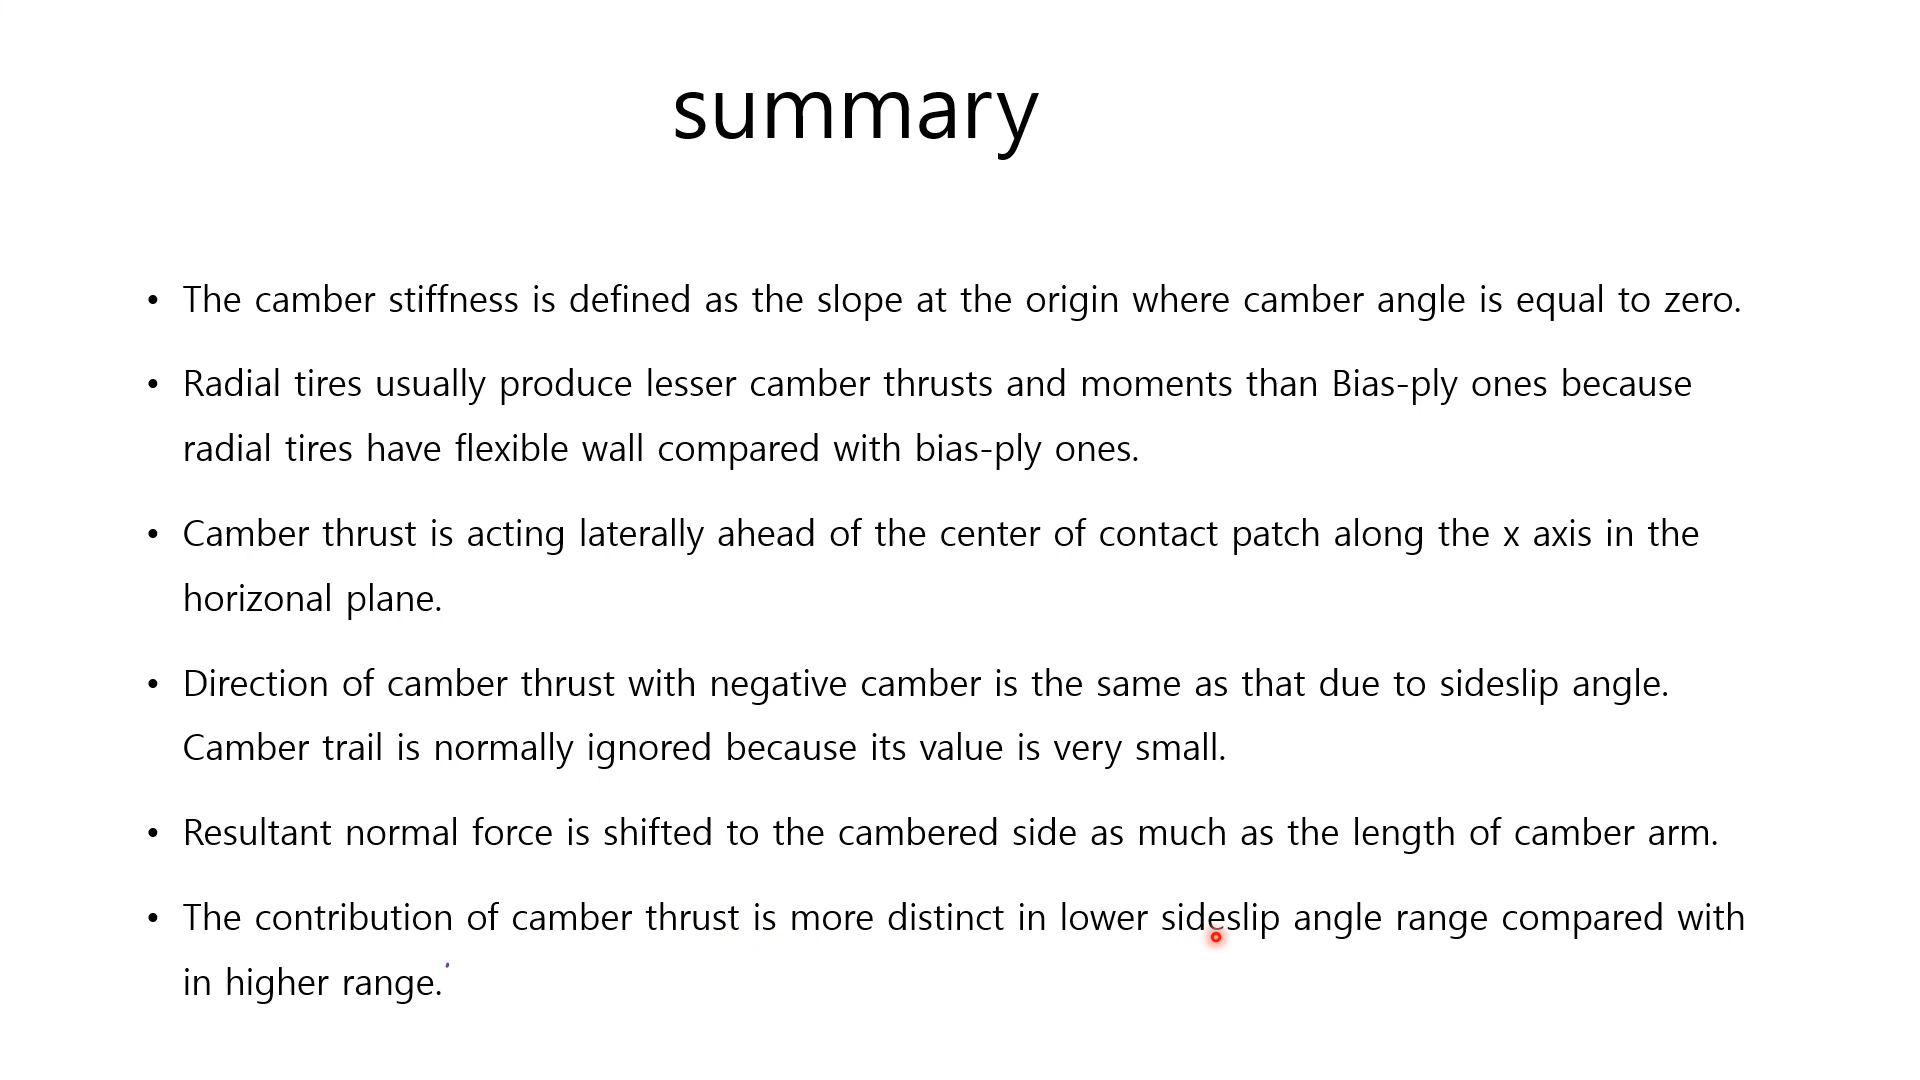 summary
• The camber stiffness is defined as the slope at the origin where camber angle is equal to zero.
• Radial tires usually produce lesser camber thrusts and moments than Bias-ply ones because
radial tires have flexible wall compared with bias-ply ones.
• Camber thrust is acting laterally ahead of the center of contact patch along the x axis in the
horizonal plane.
• Direction of camber thrust with negative camber is the same as that due to sideslip angle.
Camber trail is normally ignored because its value is very small.
• Resultant normal force is shifted to the cambered side as much as the length of camber arm.
• The contribution of camber thrust is more distinct in lower sideslip angle range compared with
in higher range.